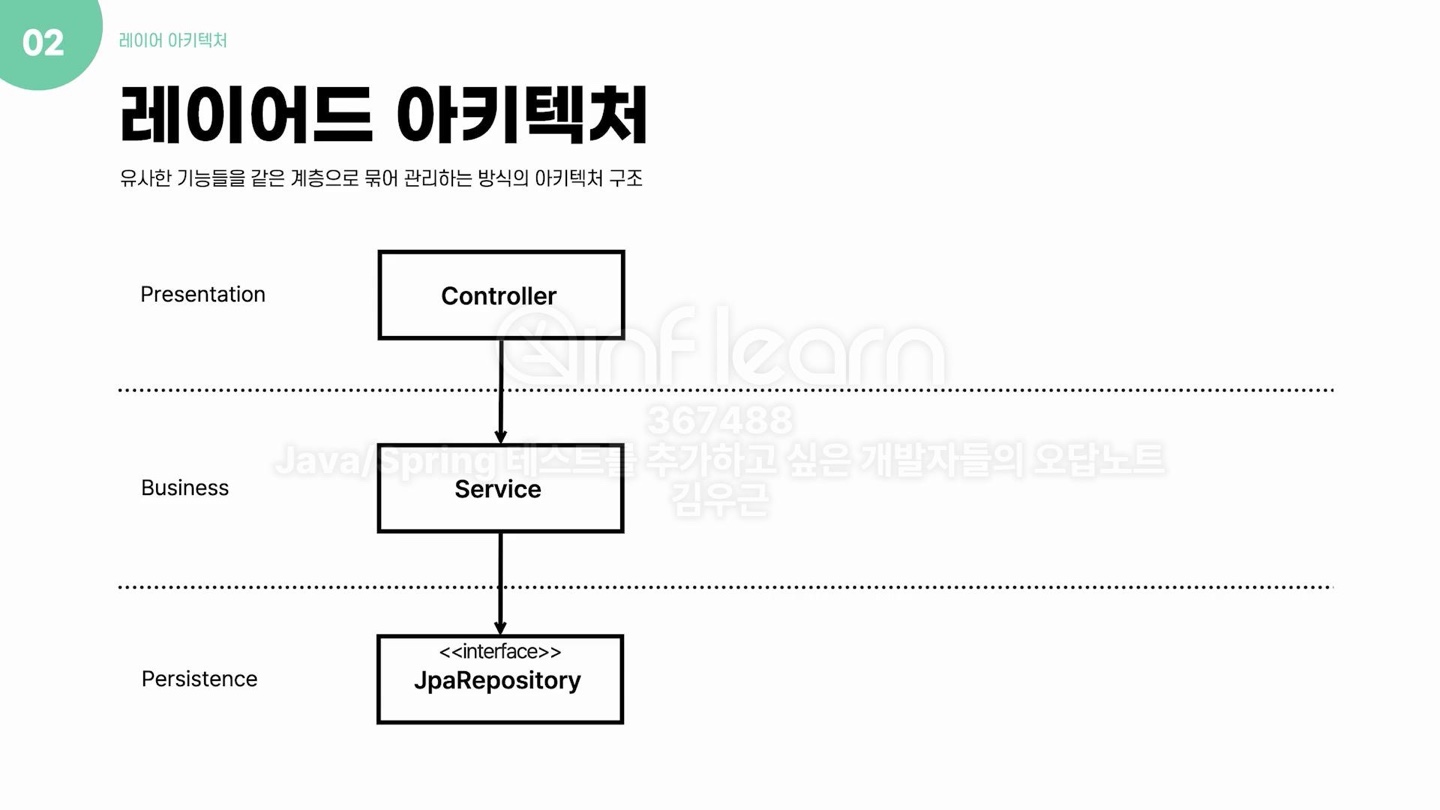 02
레이어 아키텍처
레이어드 아키텍처
유사한 기능들을 같은 계층으로 묶어 관리하는 방식의 아키텍처 구조
Presentation
Controller
inflearn
367488
Java/Spring 테스트를 추가하고 싶은 개발자들의 오답노트
김우근
Business
Service
Persistence
<<interface>>
JpaRepository